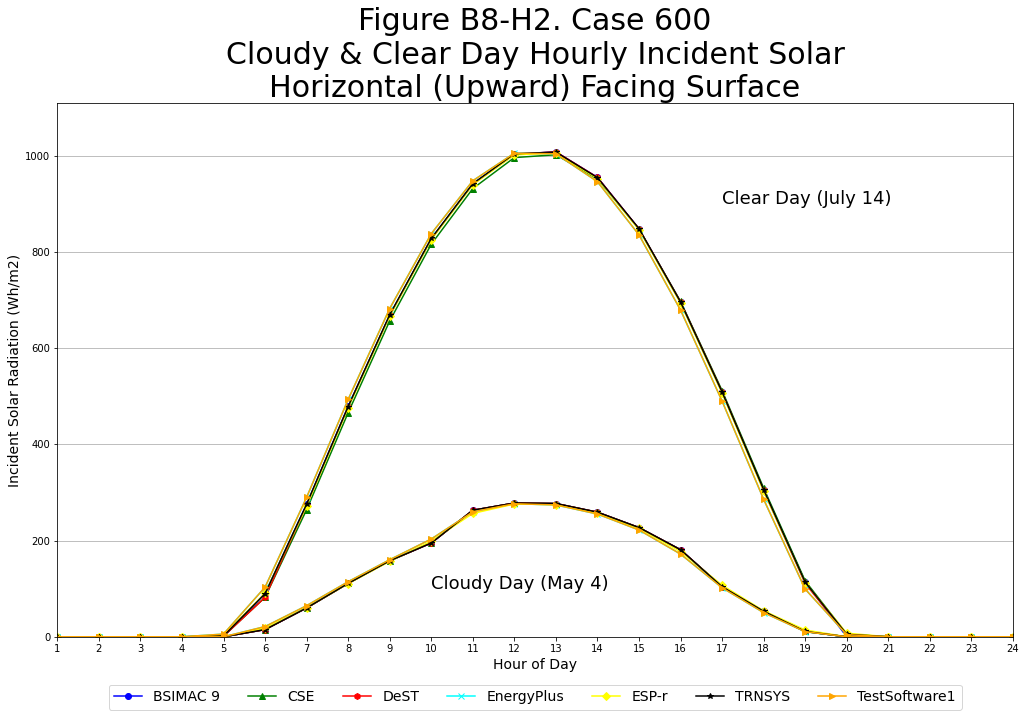 Figure B8-H2. Case 600
Cloudy & Clear Day Hourly Incident Solar
Horizontal (Upward) Facing Surface
1000
800
600
400
200
0
Incident Solar Radiation (Wh/m2)
Clear Day (July 14)
Cloudy Day (May 4)
1 2 3 4 5 6 7 8 9 10 11 12 13 14 15 16 17 18 19 20 21 22 23 24
Hour of Day
BSIMAC 9 CSE DeST EnergyPlus ESP-r TRNSYS TestSoftware1